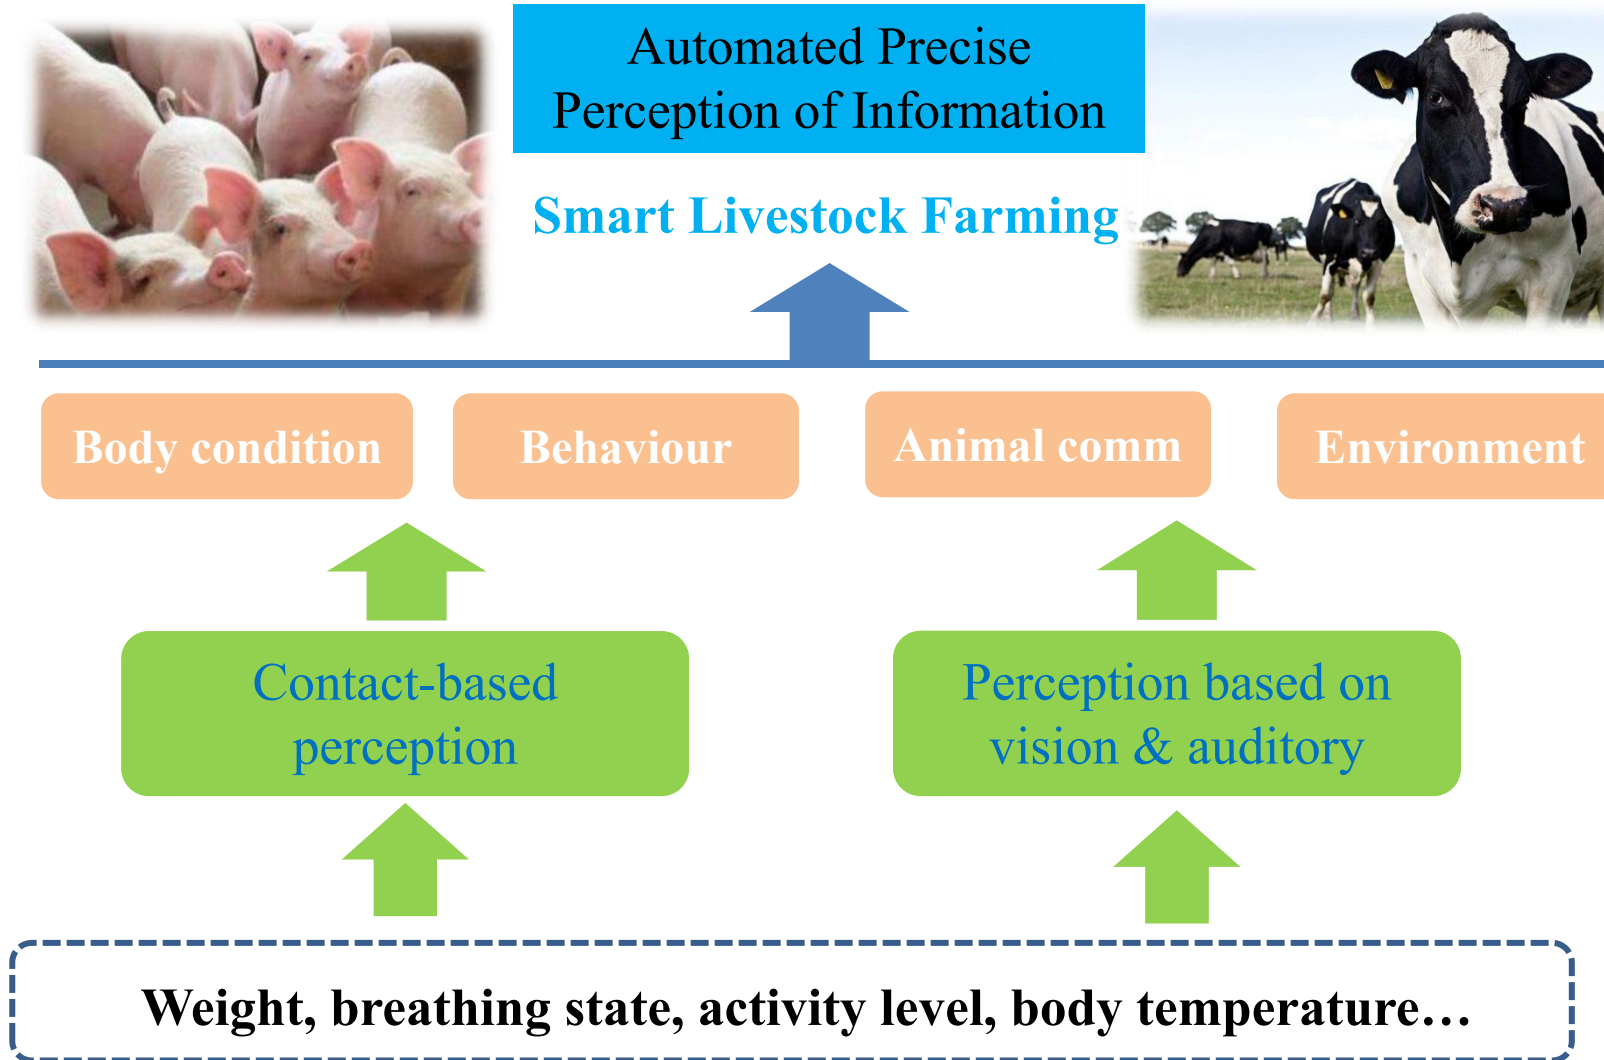 Automated Precise
Perception of Information
Smart Livestock Farming
Body condition
Behaviour
Animal comm
Environment
Contact-based
perception
Perception based on
vision & auditory
Weight, breathing state, activity level, body temperature…